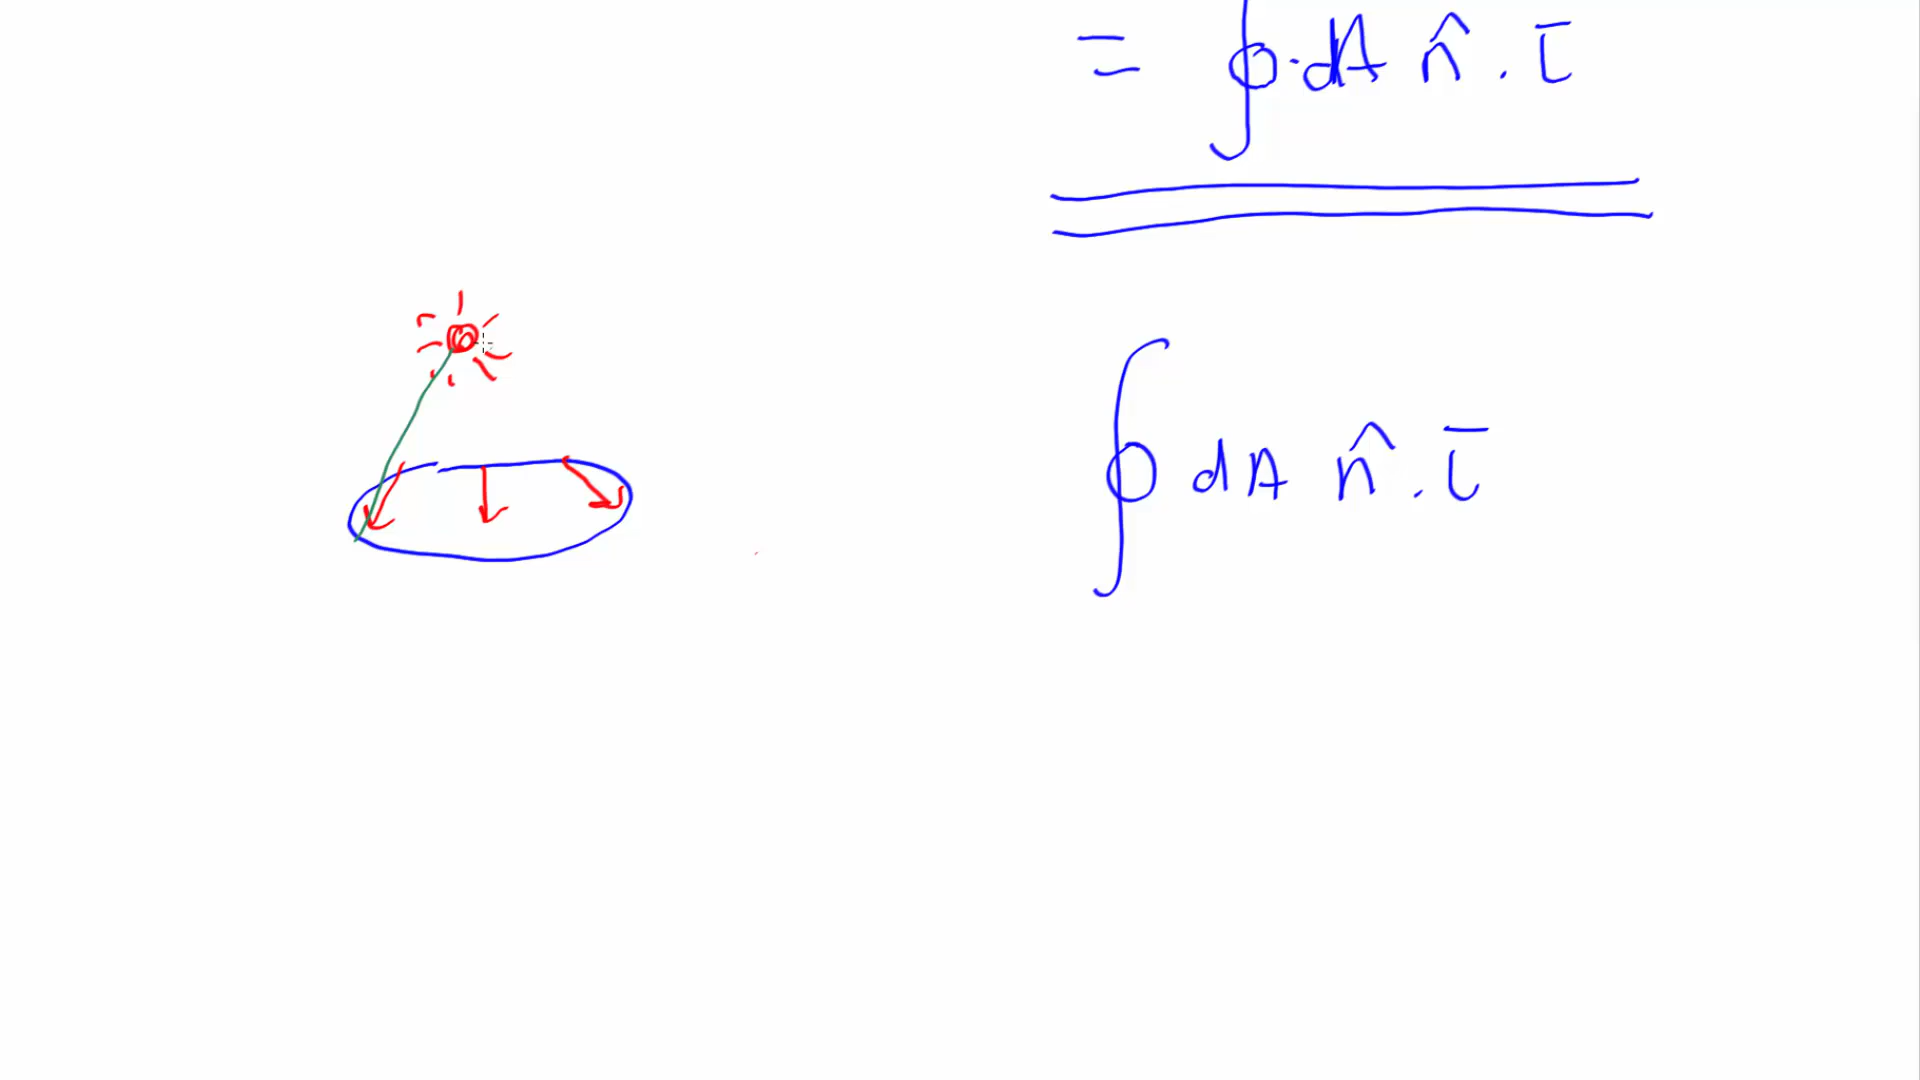 = ∮·dA n̂ . τ̄
∮ dA n̂ . τ̄